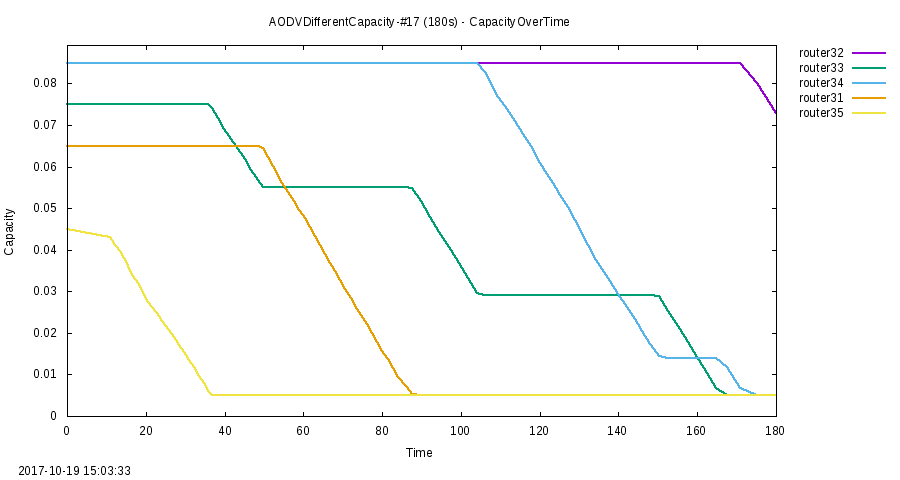 AODVDifferentCapacity-#17 (180s) - CapacityOverTime
router32
router33
router34
router31
router35
0.08
0.07
0.06
0.05
0.04
0.03
0.02
0.01
0
Capacity
0 20 40 60 80 100 120 140 160 180
Time
2017-10-19 15:03:33